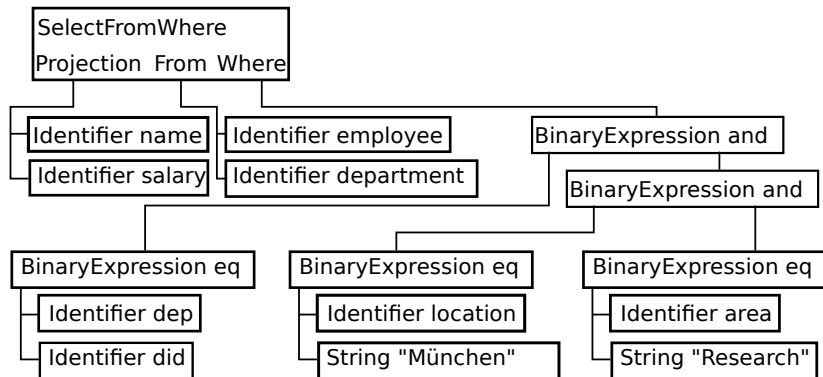 SelectFromWhere
Projection From Where
Identifier name
Identifier employee
BinaryExpression and
Identifier salary
Identifier department
BinaryExpression and
BinaryExpression eq
BinaryExpression eq
BinaryExpression eq
Identifier dep
Identifier location
Identifier area
Identifier did
String "München"
String "Research"